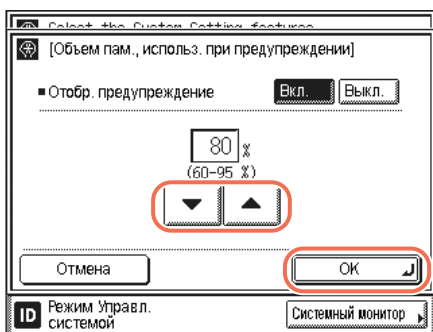 Select the Custom Setting features
[Объем пам., использ. при предупреждении]
■ Отобр. предупреждение Вкл. Выкл.
80 %
(60-95 %)
▼ ▲
Отмена OK
ID Режим Управл. системой Системный монитор